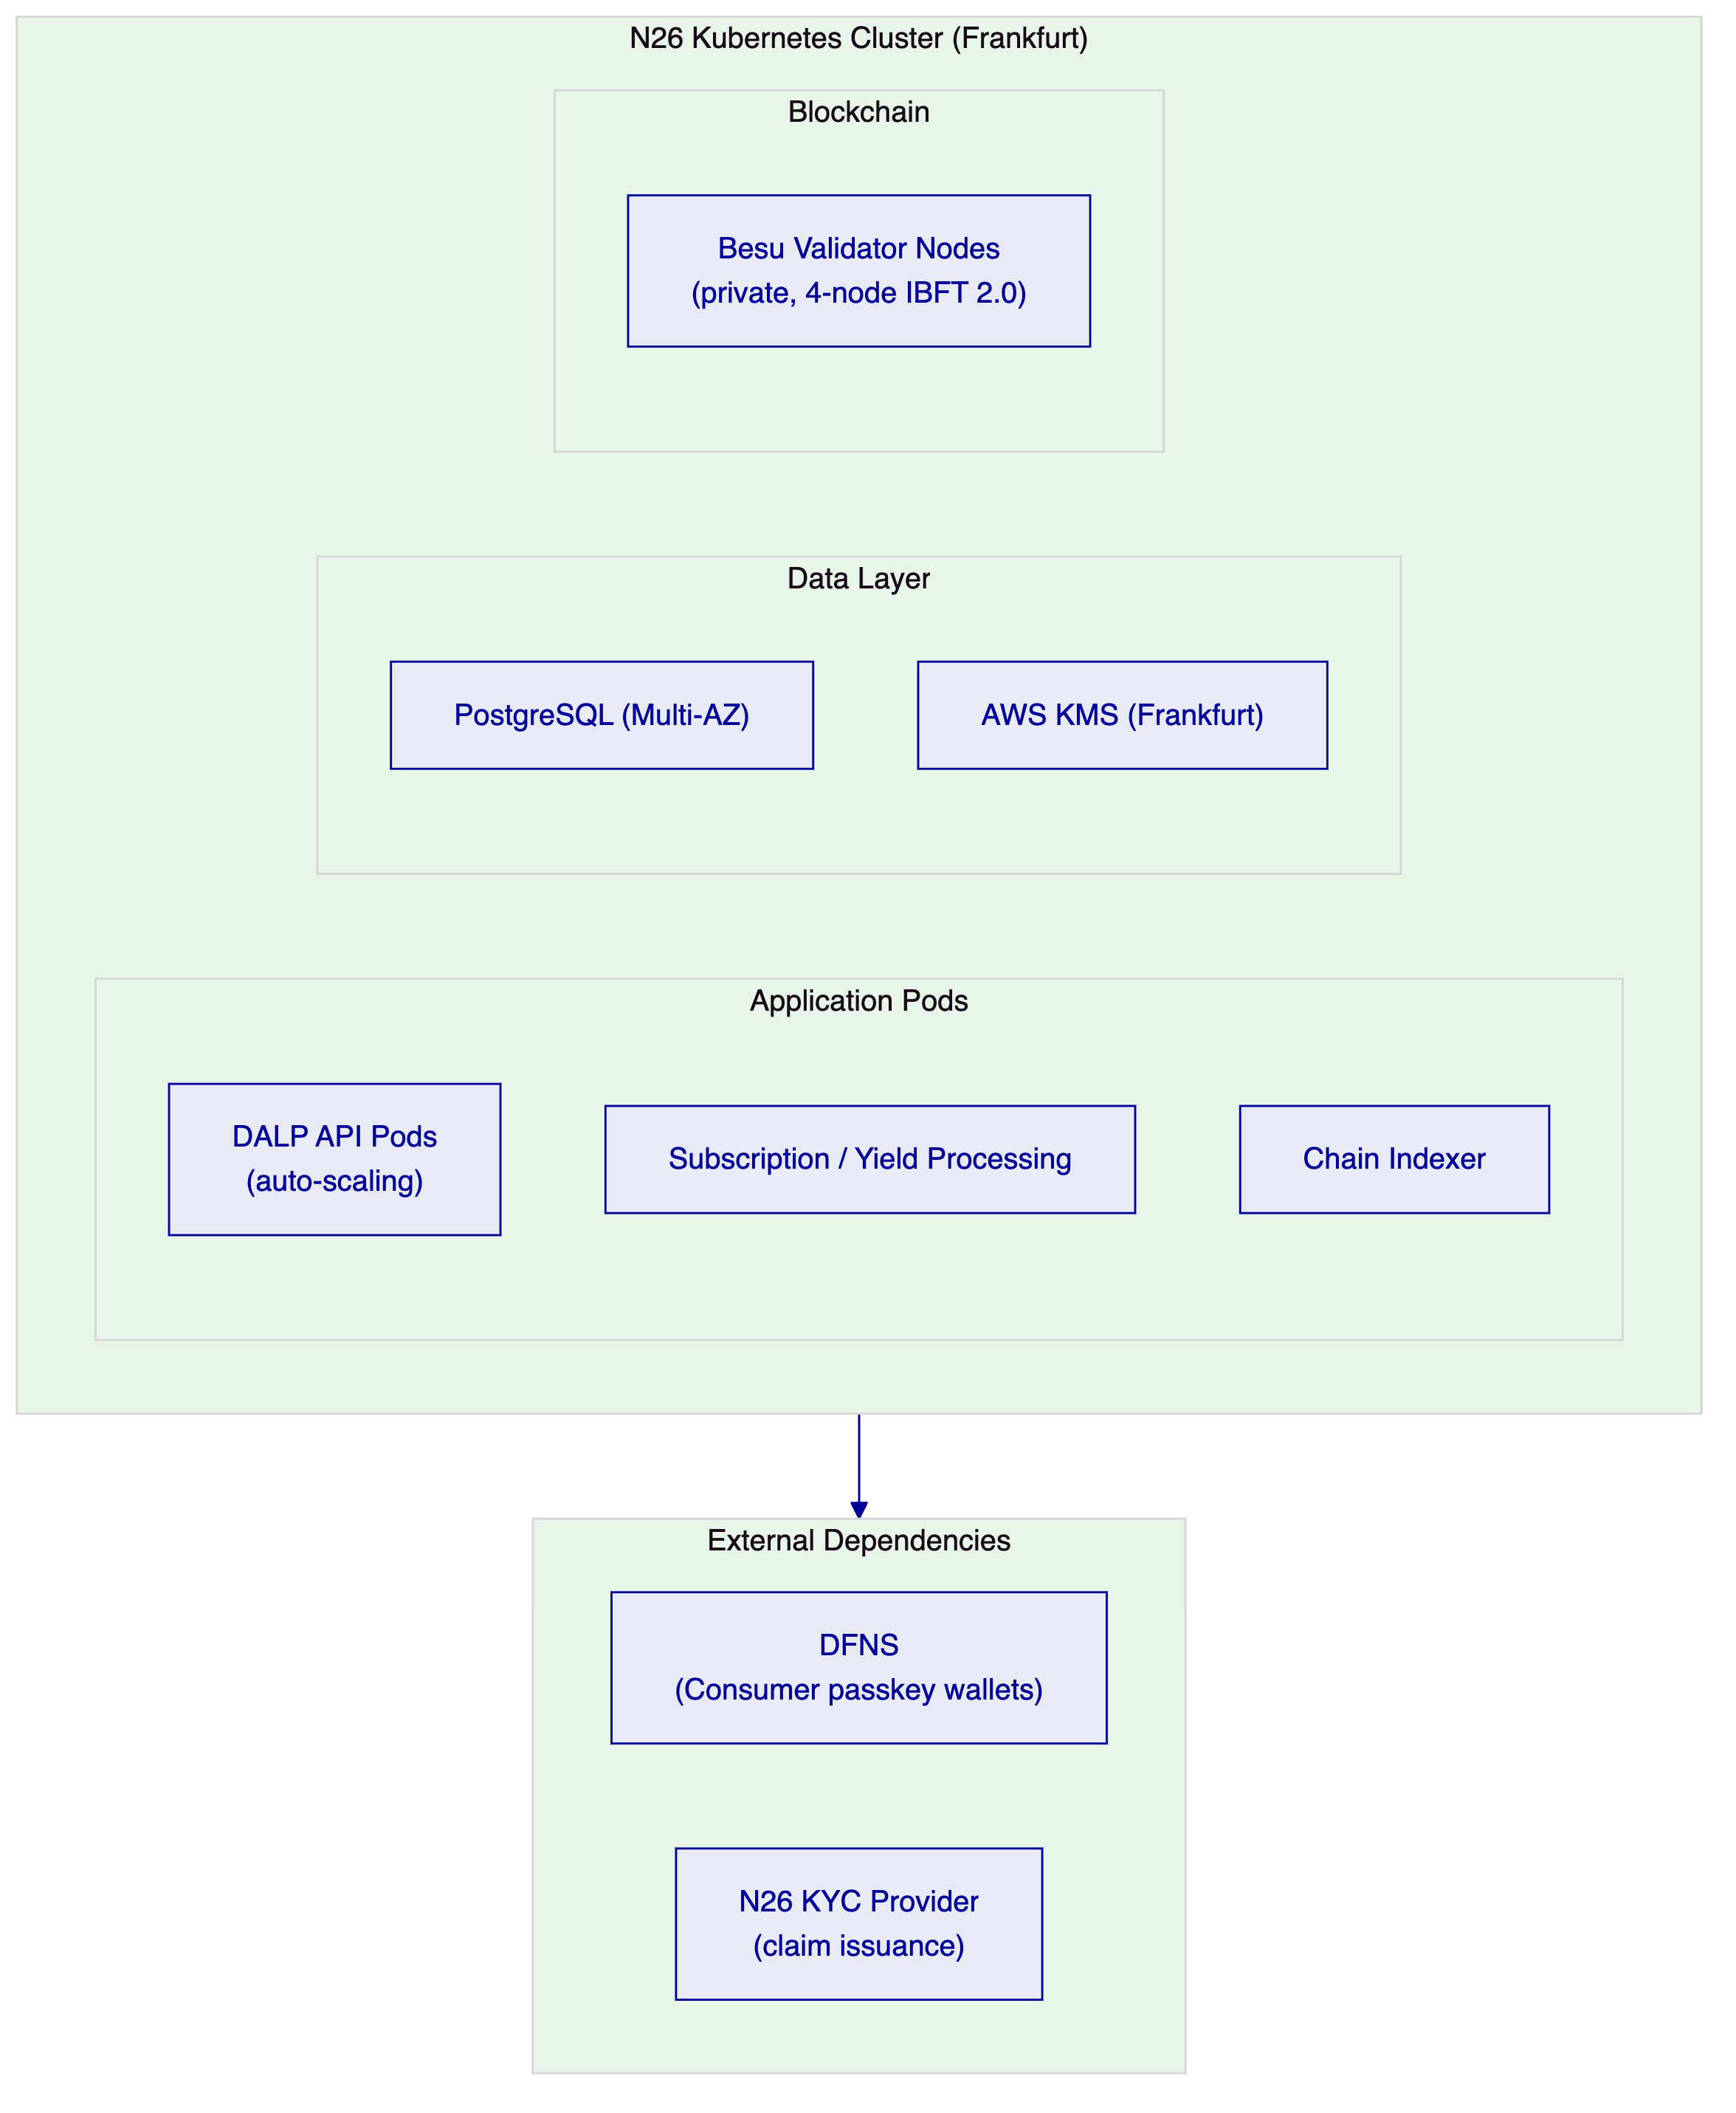 N26 Kubernetes Cluster (Frankfurt)
Blockchain
Besu Validator Nodes
(private, 4-node IBFT 2.0)
Data Layer
PostgreSQL (Multi-AZ)
AWS KMS (Frankfurt)
Application Pods
DALP API Pods
(auto-scaling)
Subscription / Yield Processing
Chain Indexer
External Dependencies
DFNS
(Consumer passkey wallets)
N26 KYC Provider
(claim issuance)